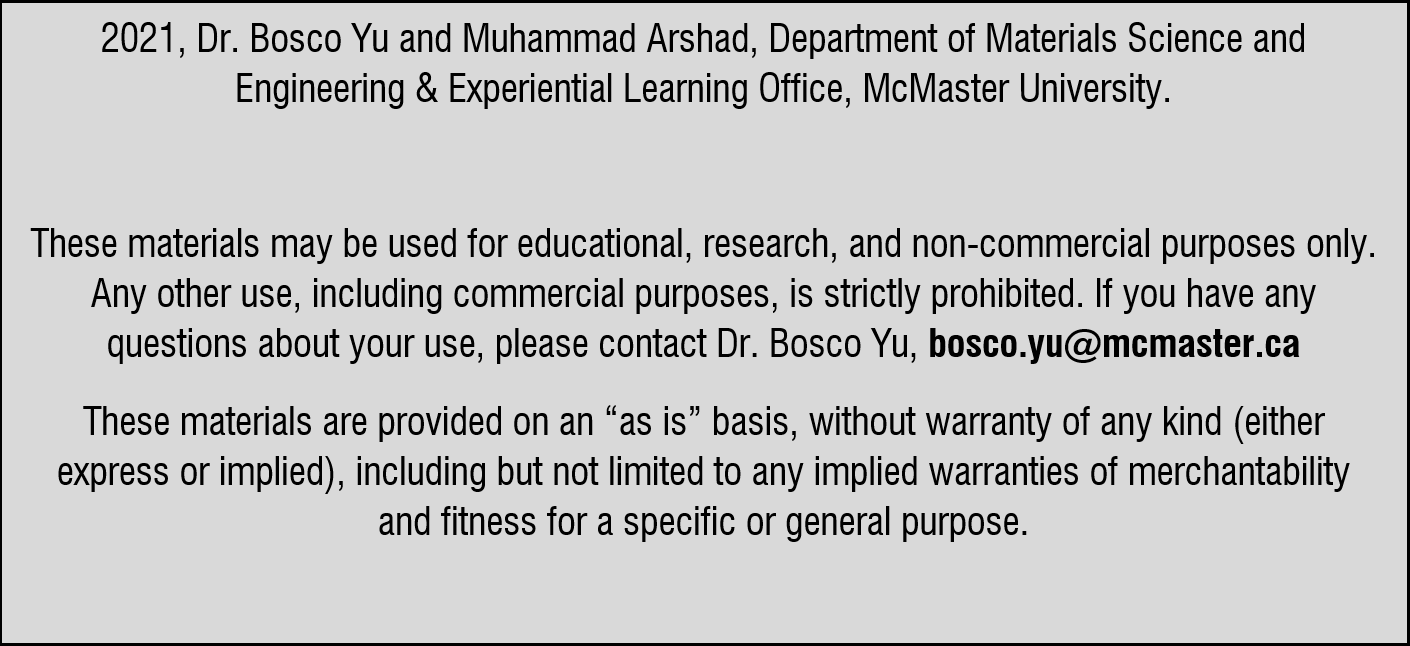 2021, Dr. Bosco Yu and Muhammad Arshad, Department of Materials Science and
Engineering & Experiential Learning Office, McMaster University.
These materials may be used for educational, research, and non-commercial purposes only.
Any other use, including commercial purposes, is strictly prohibited. If you have any
questions about your use, please contact Dr. Bosco Yu, bosco.yu@mcmaster.ca
These materials are provided on an “as is” basis, without warranty of any kind (either
express or implied), including but not limited to any implied warranties of merchantability
and fitness for a specific or general purpose.